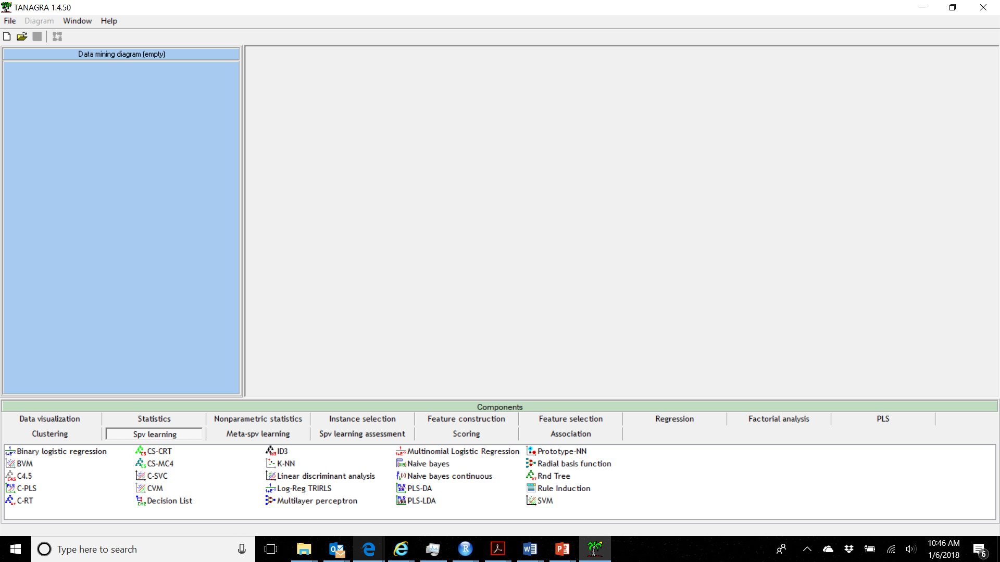 TANAGRA 1.4.50
File Diagram Window Help
Data mining diagram (empty)
Components
Data visualization Statistics Nonparametric statistics Instance selection Feature construction Feature selection Regression Factorial analysis PLS
Clustering Spv learning Meta-spv learning Spv learning assessment Scoring Association
Binary logistic regression CS-CRT ID3 Multinomial Logistic Regression Prototype-NN
BVM CS-MC4 K-NN Naive bayes Radial basis function
C4.5 C-SVC Linear discriminant analysis Naive bayes continuous Rnd Tree
C-PLS CVM Log-Reg TRIRLS PLS-DA Rule Induction
C-RT Decision List Multilayer perceptron PLS-LDA SVM
Type here to search
10:46 AM
1/6/2018
6